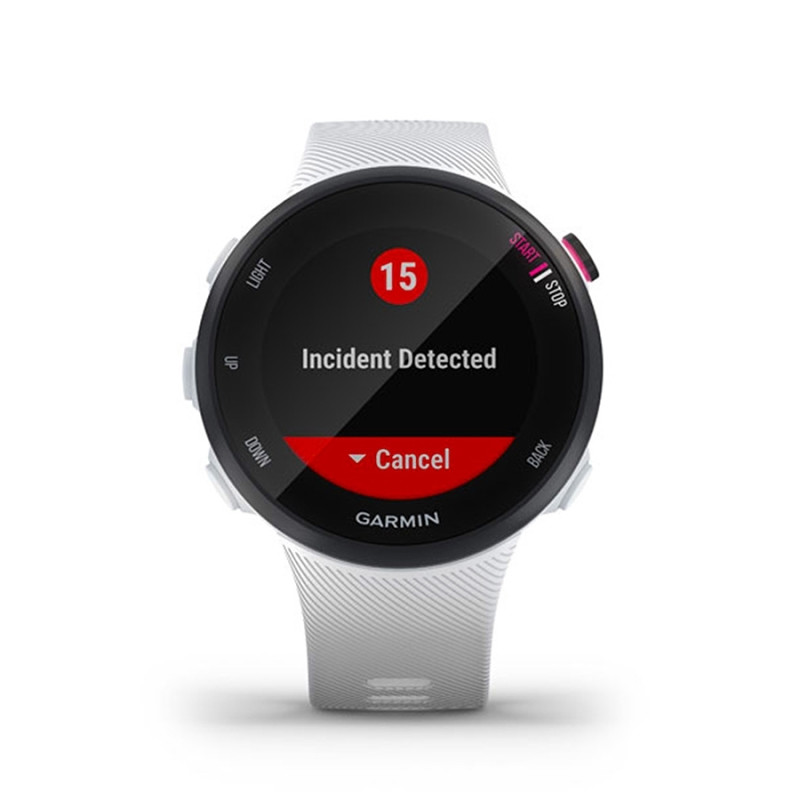 15
Incident Detected
Cancel
LIGHT
UP
DOWN
START
STOP
BACK
GARMIN